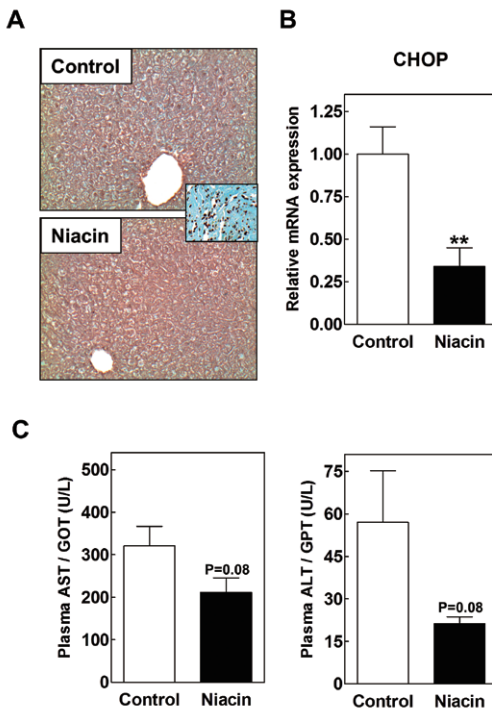 A
Control
Niacin
B
CHOP
Relative mRNA expression
1.25
1.00
0.75
0.50
0.25
0.00
**
Control Niacin
C
Plasma AST / GOT (U/L)
500
400
300
200
100
0
P=0.08
Control Niacin
Plasma ALT / GPT (U/L)
75
60
45
30
15
0
P=0.08
Control Niacin